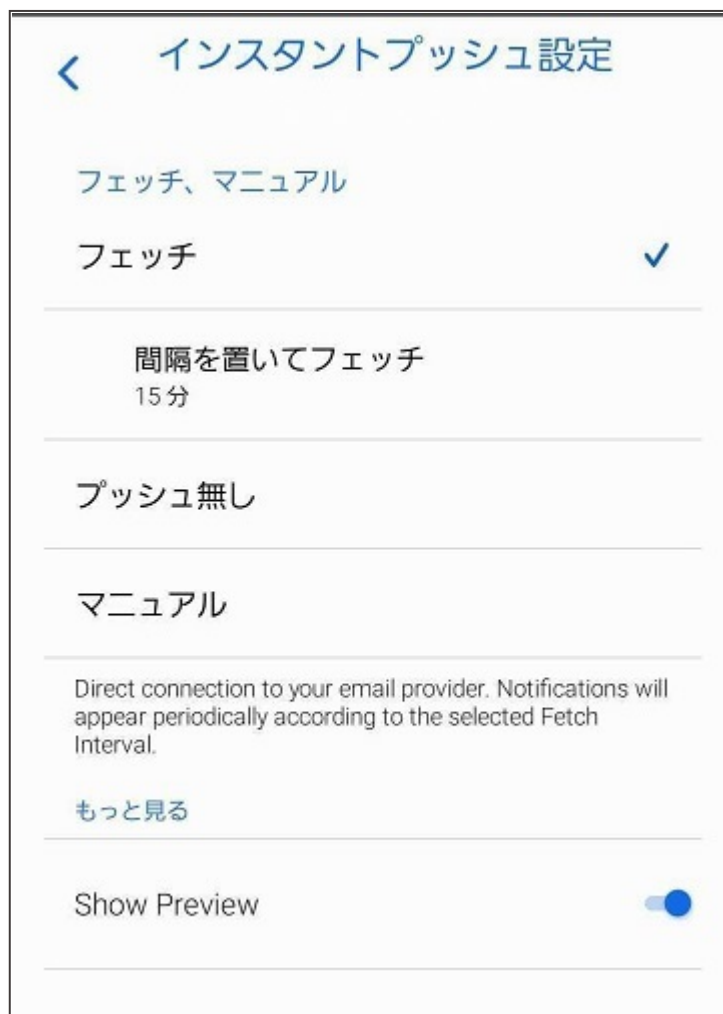 インスタントプッシュ設定
フェッチ、マニュアル
フェッチ
間隔を置いてフェッチ
15 分
プッシュ無し
マニュアル
Direct connection to your email provider. Notifications will
appear periodically according to the selected Fetch
Interval.
もっと見る
Show Preview